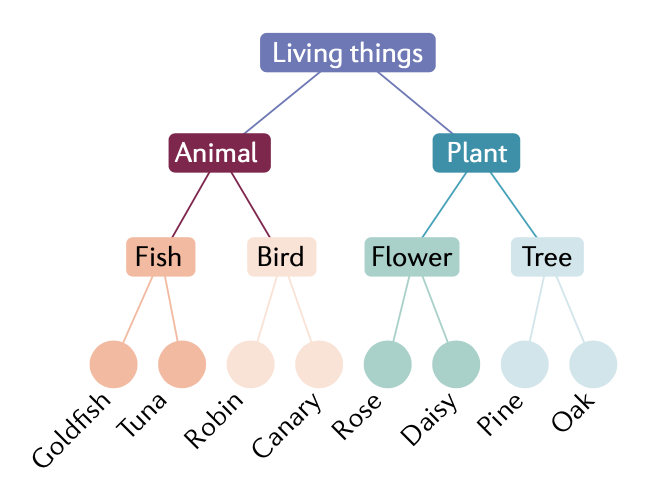 Living things
Animal
Plant
Fish
Bird
Flower
Tree
Goldfish
Tuna
Robin
Canary
Rose
Daisy
Pine
Oak